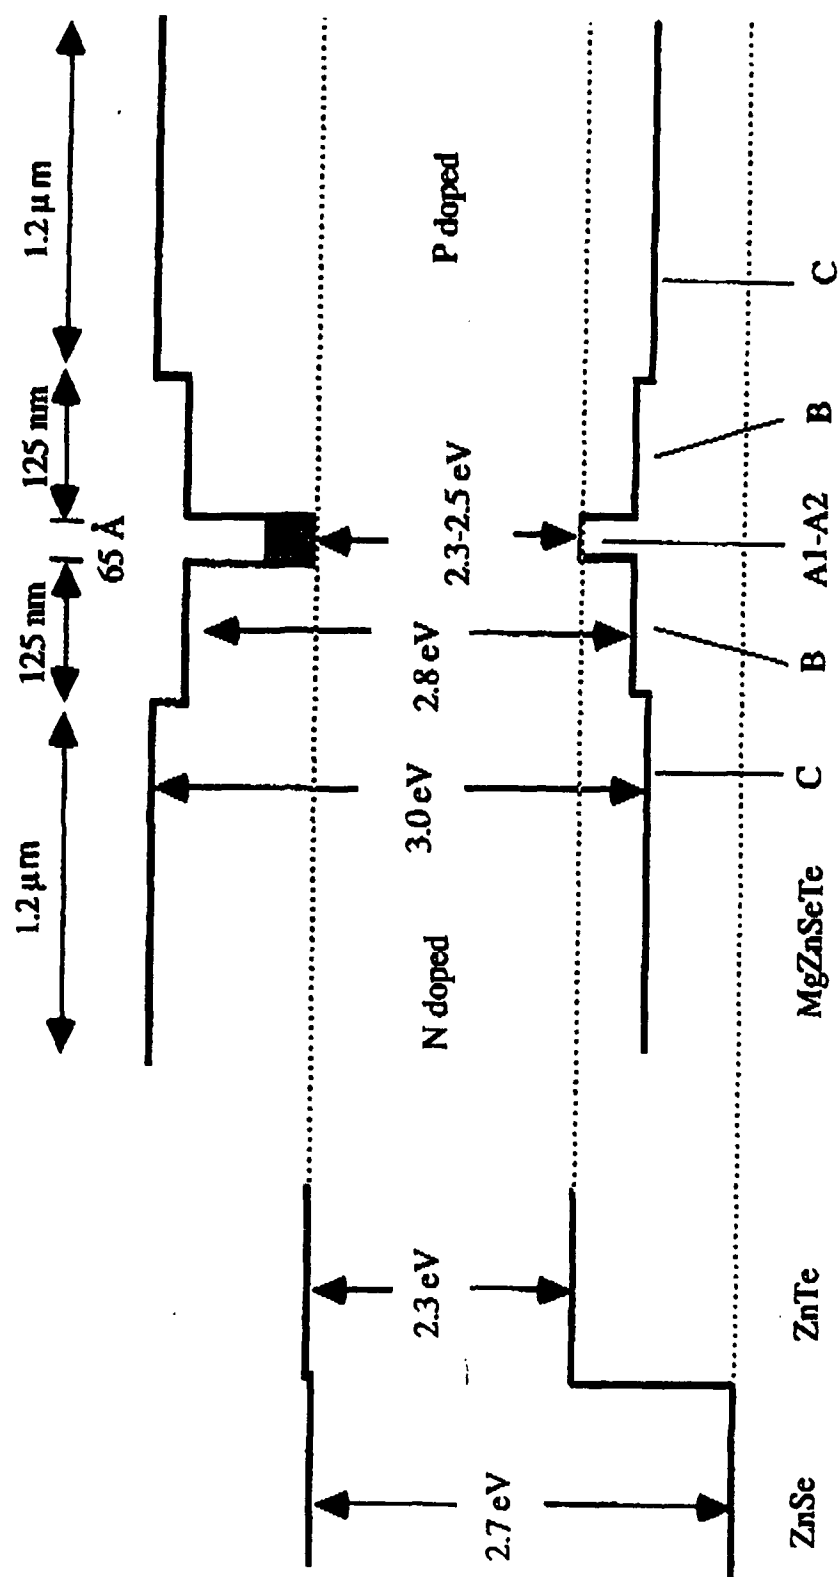 1.2 µm
125 nm
65 Å
125 nm
1.2 µm
N doped
P doped
2.7 eV
2.3 eV
3.0 eV
2.8 eV
2.3-2.5 eV
ZnSe
ZnTe
MgZnSeTe
C
B
A1-A2
B
C